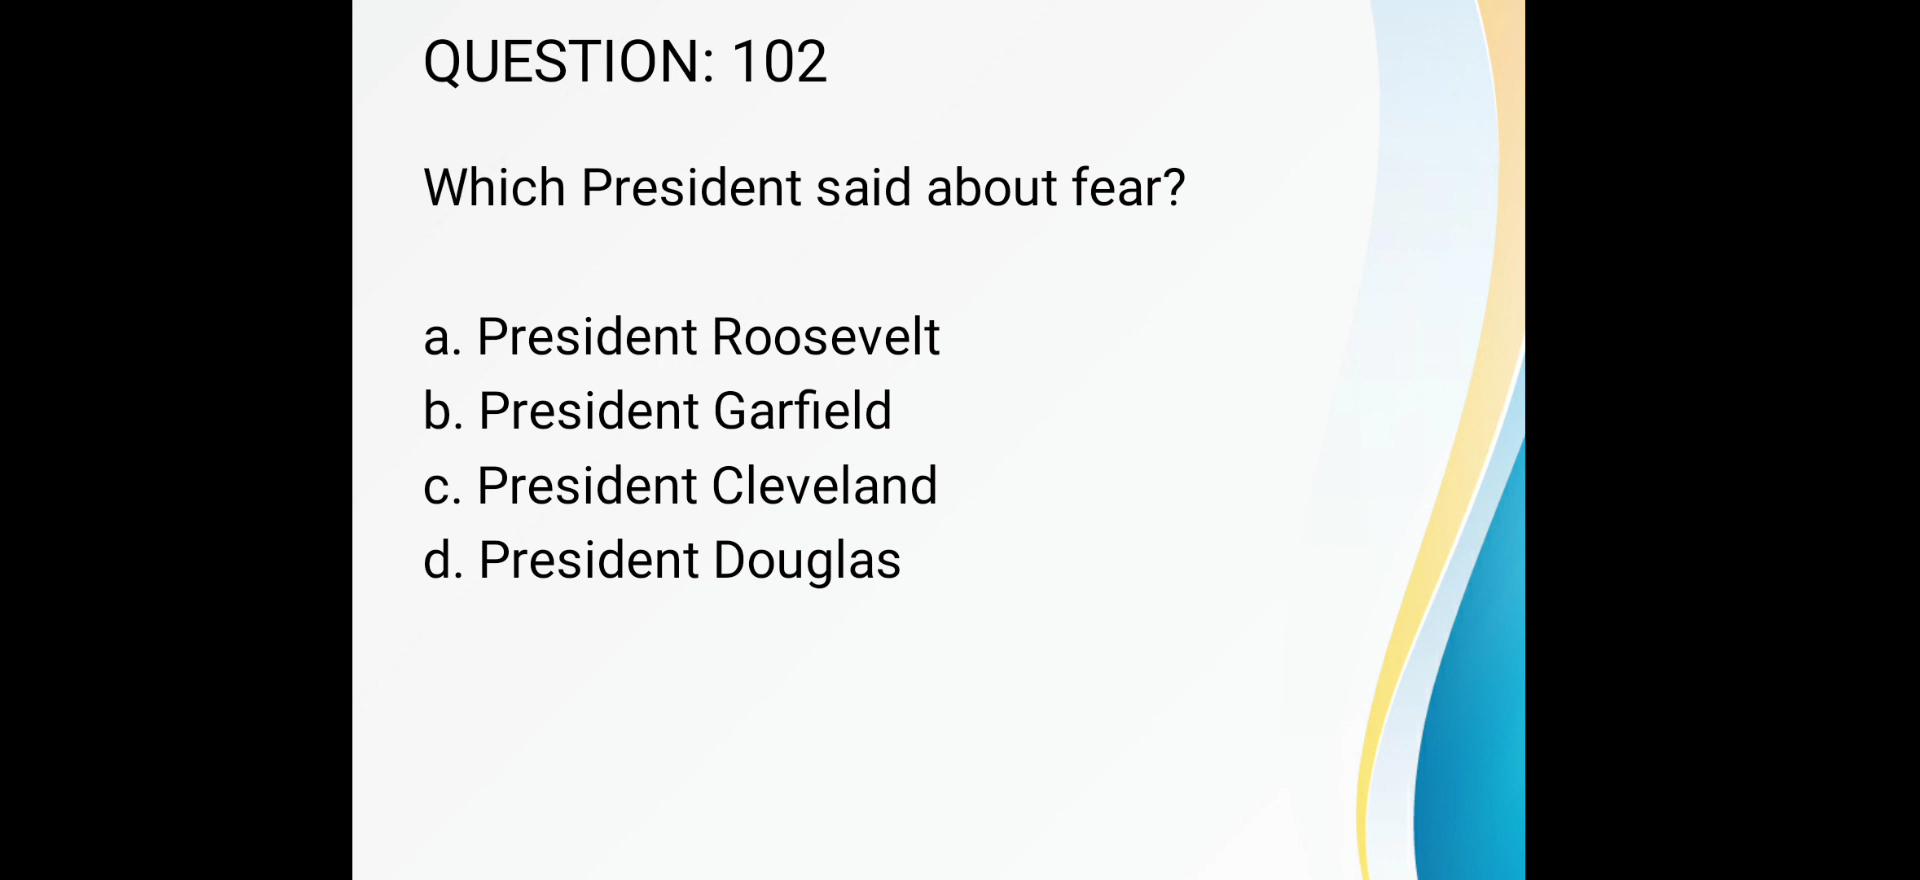 QUESTION: 102
Which President said about fear?
a. President Roosevelt
b. President Garfield
c. President Cleveland
d. President Douglas